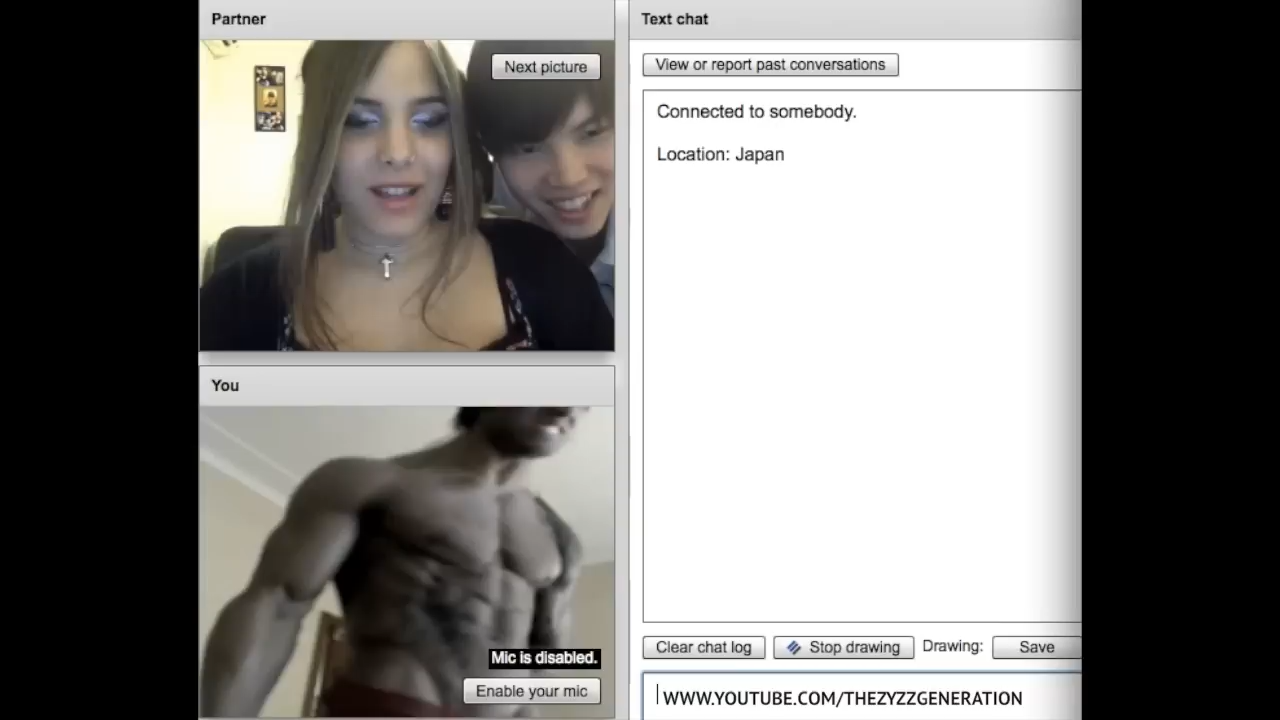 Partner
Next picture
You
Mic is disabled.
Enable your mic
Text chat
View or report past conversations
Connected to somebody.
Location: Japan
Clear chat log
Stop drawing
Drawing:
Save
WWW.YOUTUBE.COM/THEZYZZGENERATION